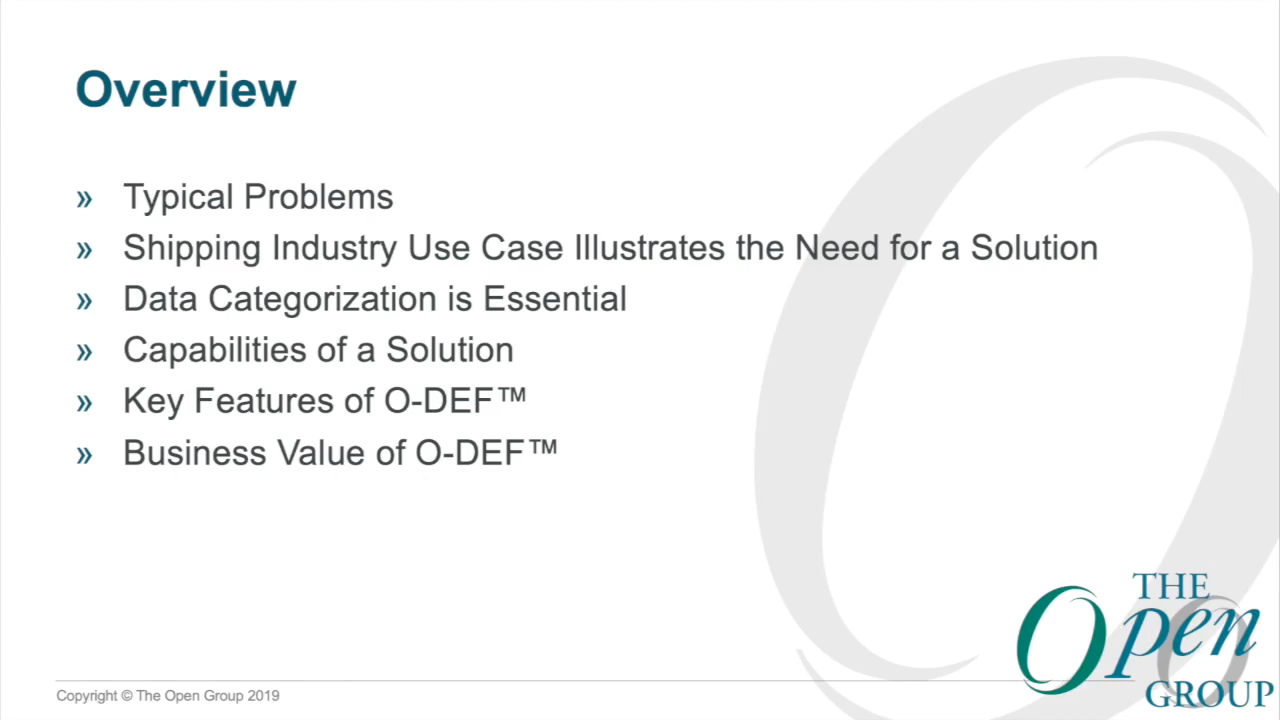 Overview
» Typical Problems
» Shipping Industry Use Case Illustrates the Need for a Solution
» Data Categorization is Essential
» Capabilities of a Solution
» Key Features of O-DEF™
» Business Value of O-DEF™
THE
Open
GROUP
Copyright © The Open Group 2019